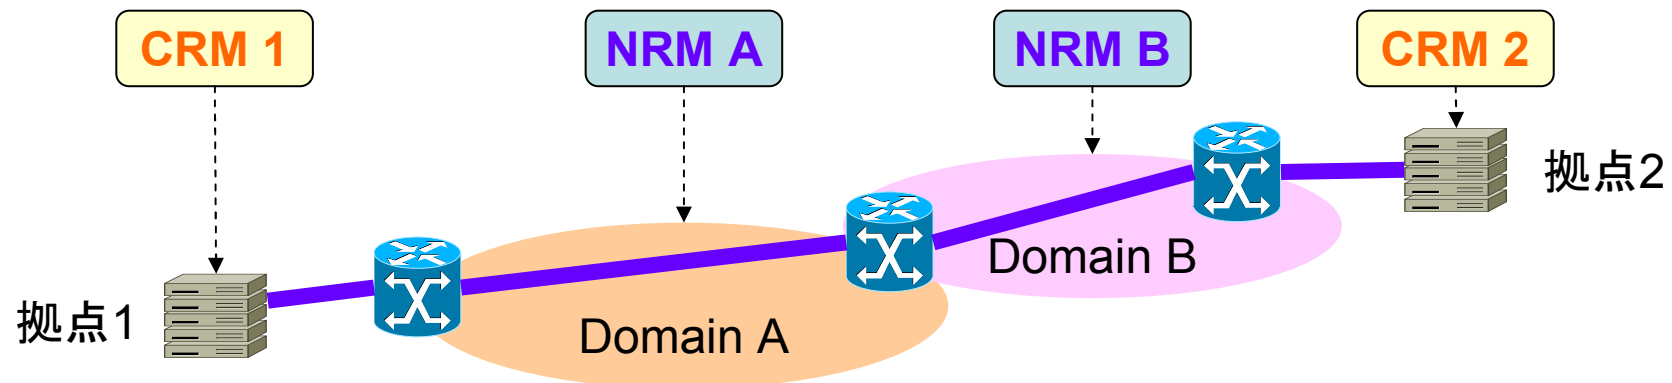 CRM 1
NRM A
NRM B
CRM 2
拠点2
Domain B
拠点1
Domain A